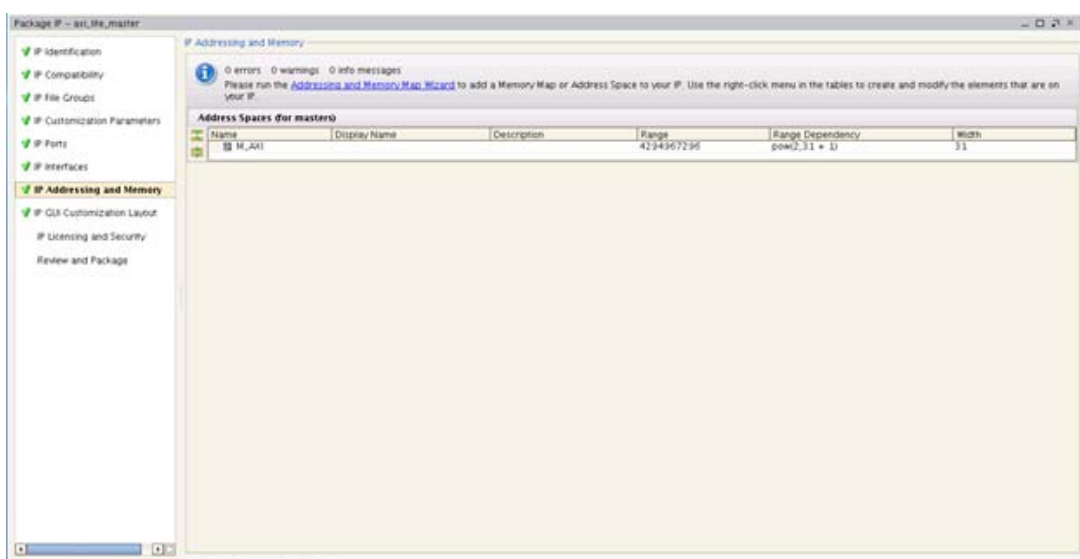 Package IP - axi_lite_master
IP Identification
IP Compatibility
IP File Groups
IP Customization Parameters
IP Ports
IP Interfaces
IP Addressing and Memory
IP GUI Customization Layout
IP Licensing and Security
Review and Package
IP Addressing and Memory
0 errors 0 warnings 0 info messages
Please run the Addressing and Memory Map Wizard to add a Memory Map or Address Space to your IP. Use the right-click menu in the tables to create and modify the elements that are on
your IP.
Address Spaces (for masters)
Name Display Name Description Range Range Dependency Width
M_AXI 4294967296 pow(2,31 + 1) 31